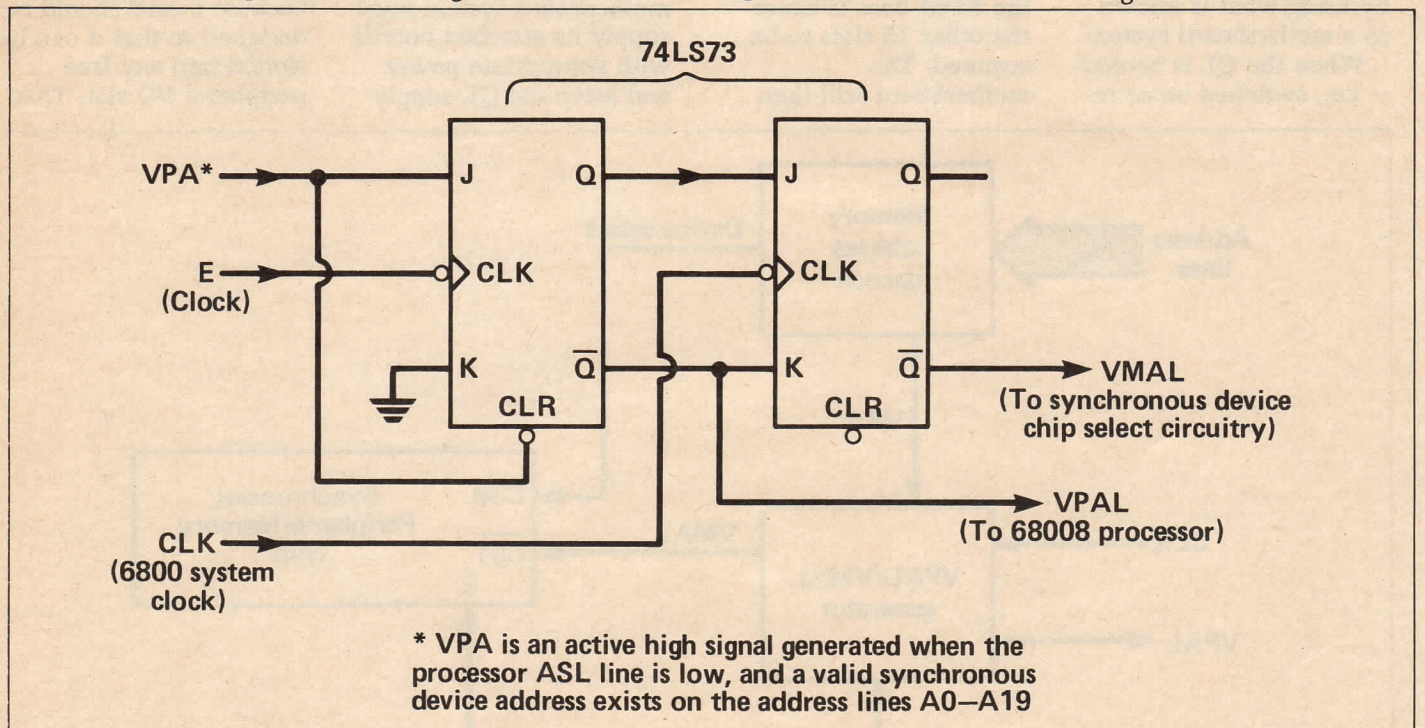 74LS73
VPA*
J
Q
J
Q
E
(Clock)
CLK
CLK
K
Q̅
K
Q̅
VMAL
(To synchronous device
chip select circuitry)
CLR
CLR
VPAL
(To 68008 processor)
CLK
(6800 system
clock)
* VPA is an active high signal generated when the
processor ASL line is low, and a valid synchronous
device address exists on the address lines A0—A19